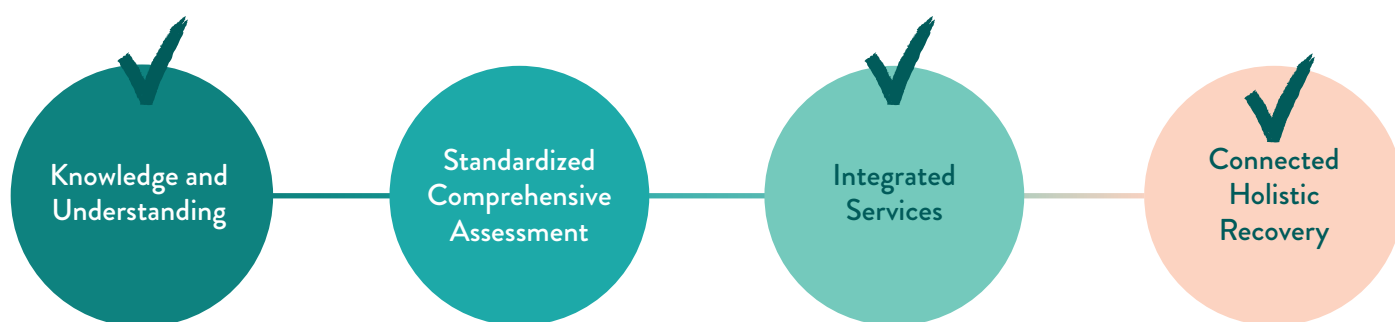 Knowledge and
Understanding
Standardized
Comprehensive
Assessment
Integrated
Services
Connected
Holistic
Recovery